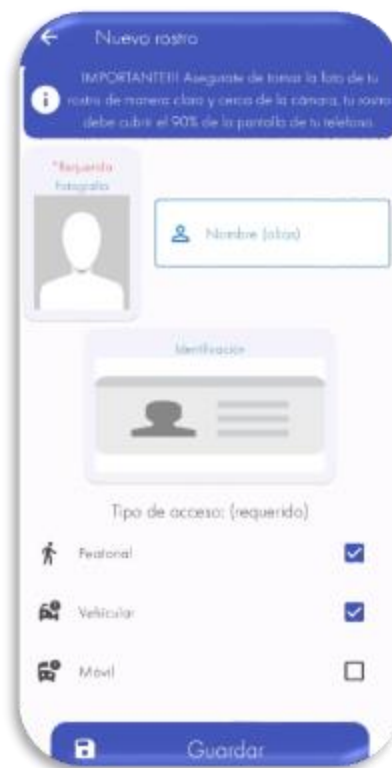 Nuevo rostro
IMPORTANTE!!! Asegurate de tomar la foto de tu
rostro de manera clara y cerca de la cámara, tu rostro
debe cubrir el 90% de la pantalla de tu telefono.
*Requerido
Fotografía
Nombre (alias)
Identificación
Tipo de acceso: (requerido)
Peatonal
Vehicular
Móvil
Guardar